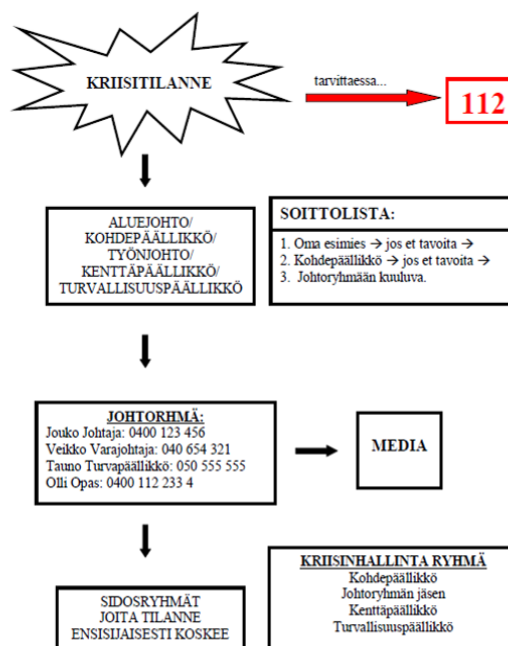 KRIISITILANNE
tarvittaessa...
112
ALUEJOHTO/
KOHDEPÄÄLLIKKÖ/
TYÖNJOHTO/
KENTTÄPÄÄLLIKKÖ/
TURVALLISUUSPÄÄLLIKKÖ
SOITTOLISTA:
1. Oma esimies → jos et tavoita →
2. Kohdepäällikkö → jos et tavoita →
3. Johtoryhmään kuuluva.
JOHTORHMÄ:
Jouko Johtaja: 0400 123 456
Veikko Varajohtaja: 040 654 321
Tauno Turvapäällikkö: 050 555 555
Olli Opas: 0400 112 233 4
MEDIA
SIDOSRYHMÄT
JOITA TILANNE
ENSISIJAISESTI KOSKEE
KRIISINHALLINTA RYHMÄ
Kohdepäällikkö
Johtoryhmän jäsen
Kenttäpäällikkö
Turvallisuuspäällikkö